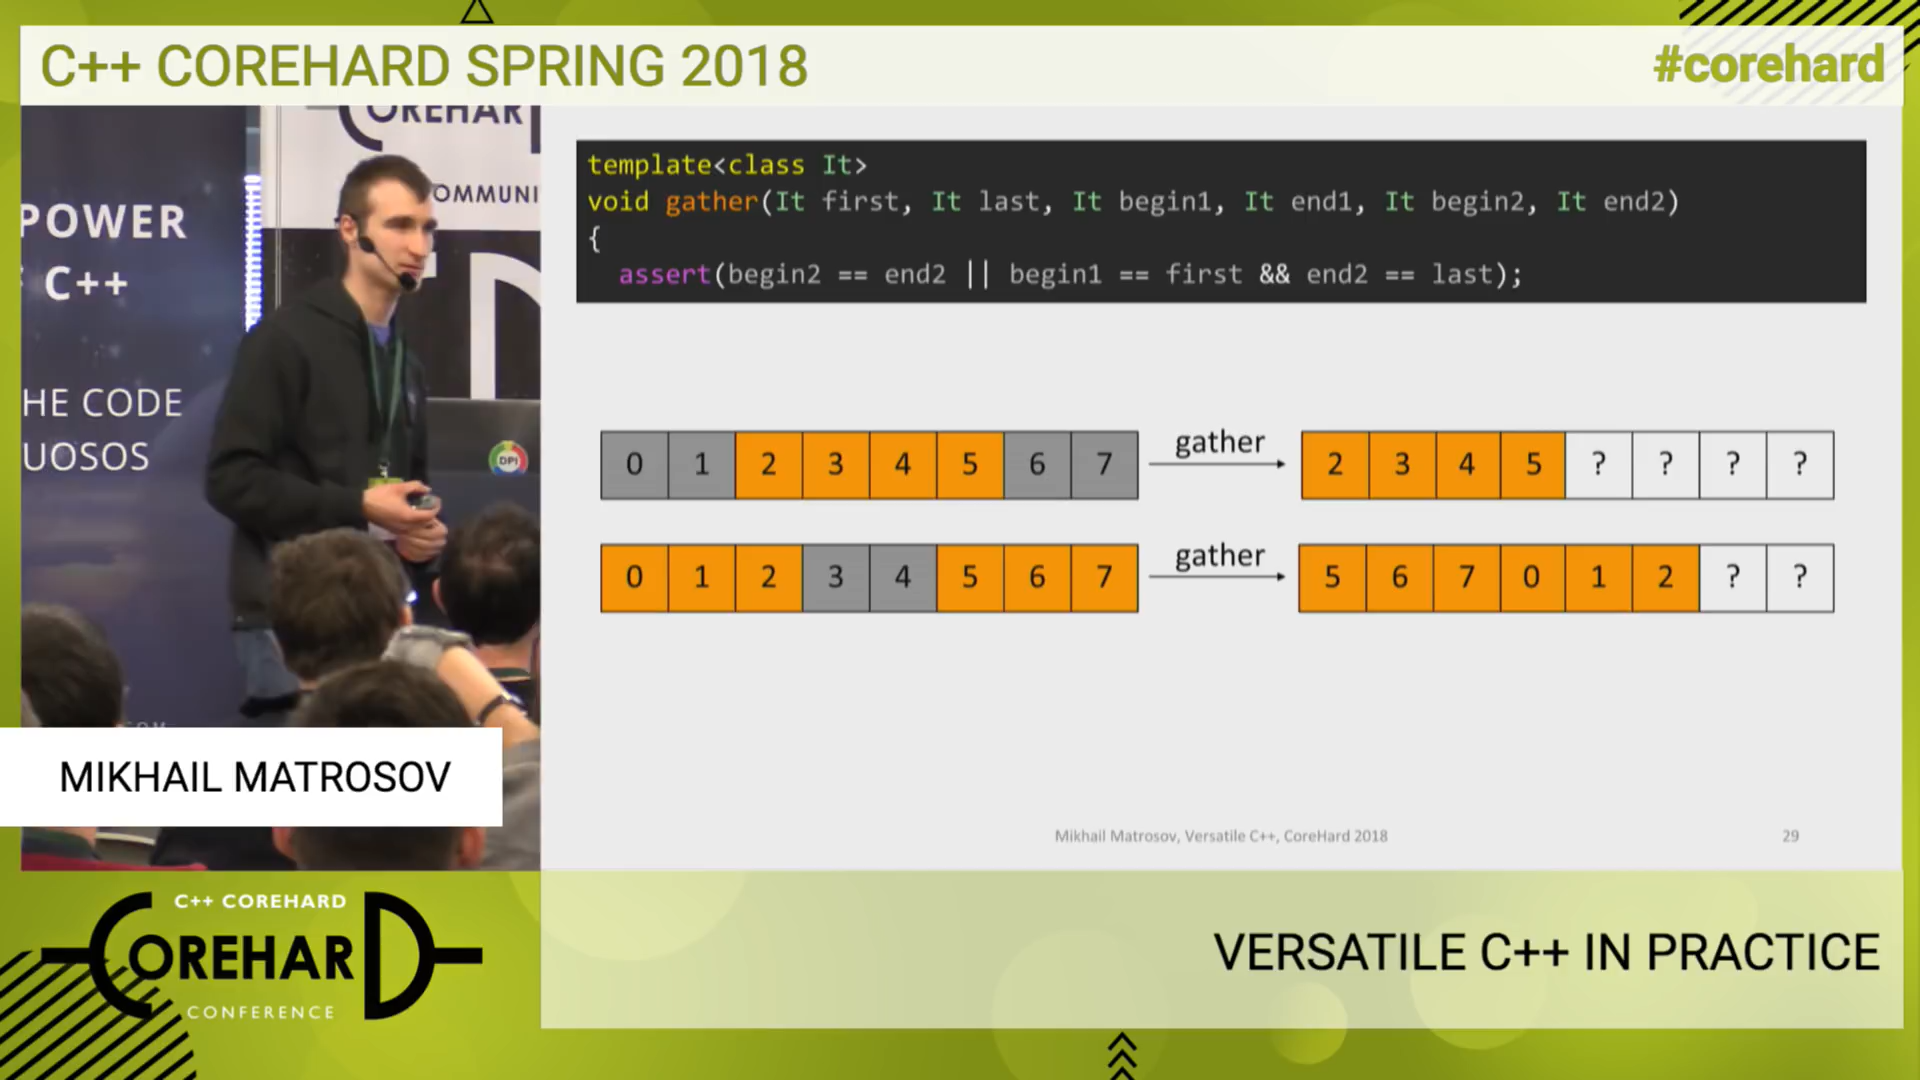 C++ COREHARD SPRING 2018
#corehard
OREHAR
OMMUNI
POWER
C++
HE CODE
UOSOS
DPI
template<class It>
void gather(It first, It last, It begin1, It end1, It begin2, It end2)
{
assert(begin2 == end2 || begin1 == first && end2 == last);
0 1 2 3 4 5 6 7 gather 2 3 4 5 ? ? ? ?
0 1 2 3 4 5 6 7 gather 5 6 7 0 1 2 ? ?
MIKHAIL MATROSOV
Mikhail Matrosov, Versatile C++, CoreHard 2018
29
C++ COREHARD
COREHARD
CONFERENCE
VERSATILE C++ IN PRACTICE